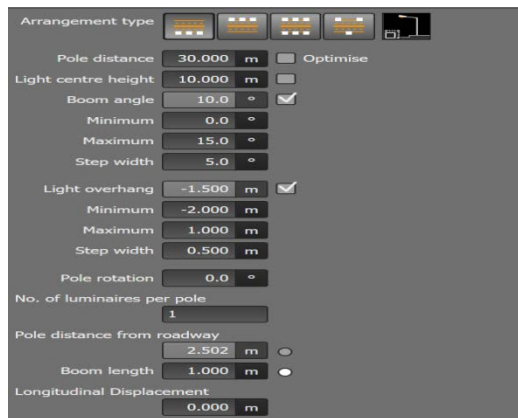 Arrangement type
Pole distance 30.000 m Optimise
Light centre height 10.000 m
Boom angle 10.0 °
Minimum 0.0 °
Maximum 15.0 °
Step width 5.0 °
Light overhang -1.500 m
Minimum -2.000 m
Maximum 1.000 m
Step width 0.500 m
Pole rotation 0.0 °
No. of luminaires per pole
1
Pole distance from roadway
2.502 m
Boom length 1.000 m
Longitudinal Displacement
0.000 m